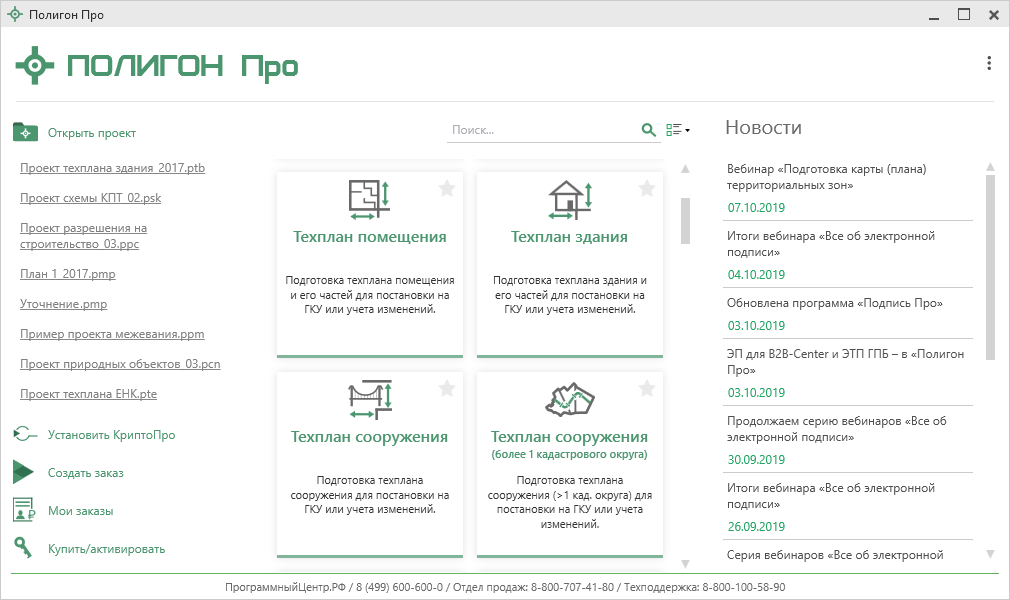 Полигон Про
ПОЛИГОН Про
Открыть проект
Проект техплана здания_2017.ptb
Проект схемы КПТ_02.psk
Проект разрешения на
строительство_03.ppc
План 1_2017.pmp
Уточнение.pmp
Пример проекта межевания.ppm
Проект природных объектов_03.pcn
Проект техплана ЕНК.pte
Установить КриптоПро
Создать заказ
Мои заказы
Купить/активировать
Поиск...
Техплан помещения
Подготовка техплана помещения
и его частей для постановки на
ГКУ или учета изменений.
Техплан здания
Подготовка техплана здания и
его частей для постановки на
ГКУ или учета изменений.
Техплан сооружения
Подготовка техплана
сооружения для постановки на
ГКУ или учета изменений.
Техплан сооружения
(более 1 кадастрового округа)
Подготовка техплана
сооружения (>1 кад. округа) для
постановки на ГКУ или учета
изменений.
Новости
Вебинар «Подготовка карты (плана)
территориальных зон»
07.10.2019
Итоги вебинара «Все об электронной
подписи»
04.10.2019
Обновлена программа «Подпись Про»
03.10.2019
ЭП для B2B-Center и ЭТП ГПБ – в «Полигон
Про»
03.10.2019
Продолжаем серию вебинаров «Все об
электронной подписи»
30.09.2019
Итоги вебинара «Все об электронной
подписи»
26.09.2019
Серия вебинаров «Все об электронной
ПрограммныйЦентр.РФ / 8 (499) 600-600-0 / Отдел продаж: 8-800-707-41-80 / Техподдержка: 8-800-100-58-90